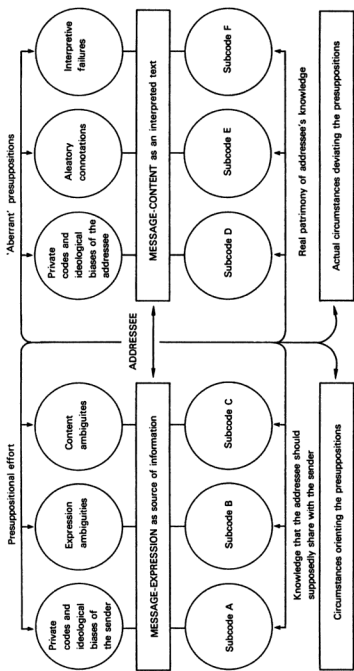 Presuppositional effort
'Aberrant' presuppositions
Private
codes and
ideological
biases of
the sender
Expression
ambiguities
Content
ambiguites
Private
codes and
ideological
biases of the
addressee
Aleatory
connotations
Interpretive
failures
ADDRESSEE
MESSAGE-EXPRESSION as source of information
MESSAGE-CONTENT as an interpreted text
Subcode A
Subcode B
Subcode C
Subcode D
Subcode E
Subcode F
Knowledge that the addressee should
supposedly share with the sender
Real patrimony of addressee's knowledge
Circumstances orienting the presuppositions
Actual circumstances deviating the presuppositions